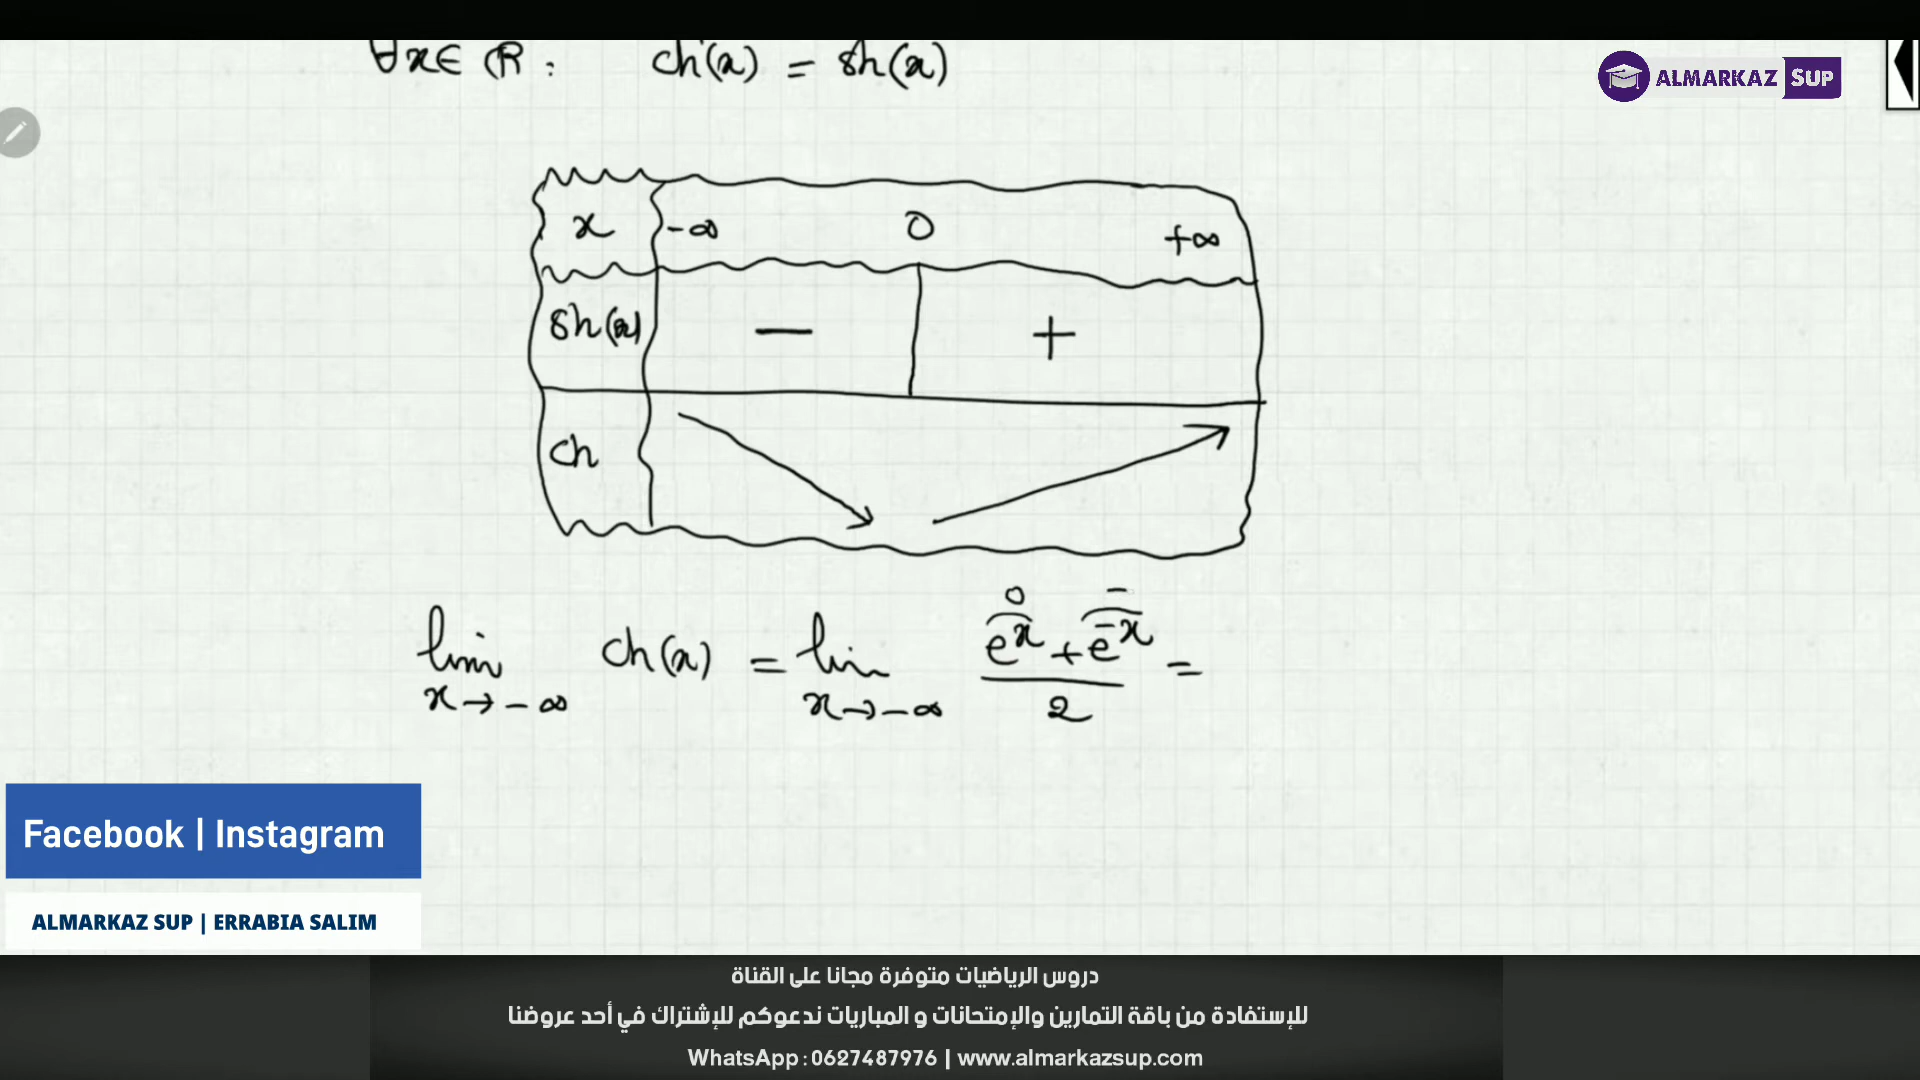 ∀x∈ ℝ : ch'(x) = sh(x)
ALMARKAZ SUP
x -∞ 0 +∞
sh(x) − +
ch
0 −
lim ch(x) = lim e^x + e^-x =
x→-∞ x→-∞ 2
Facebook | Instagram
ALMARKAZ SUP | ERRABIA SALIM
دروس الرياضيات متوفرة مجانا على القناة
للإستفادة من باقة التمارين والإمتحانات و المباريات ندعوكم للإشتراك في أحد عروضنا
WhatsApp : 0627487976 | www.almarkazsup.com